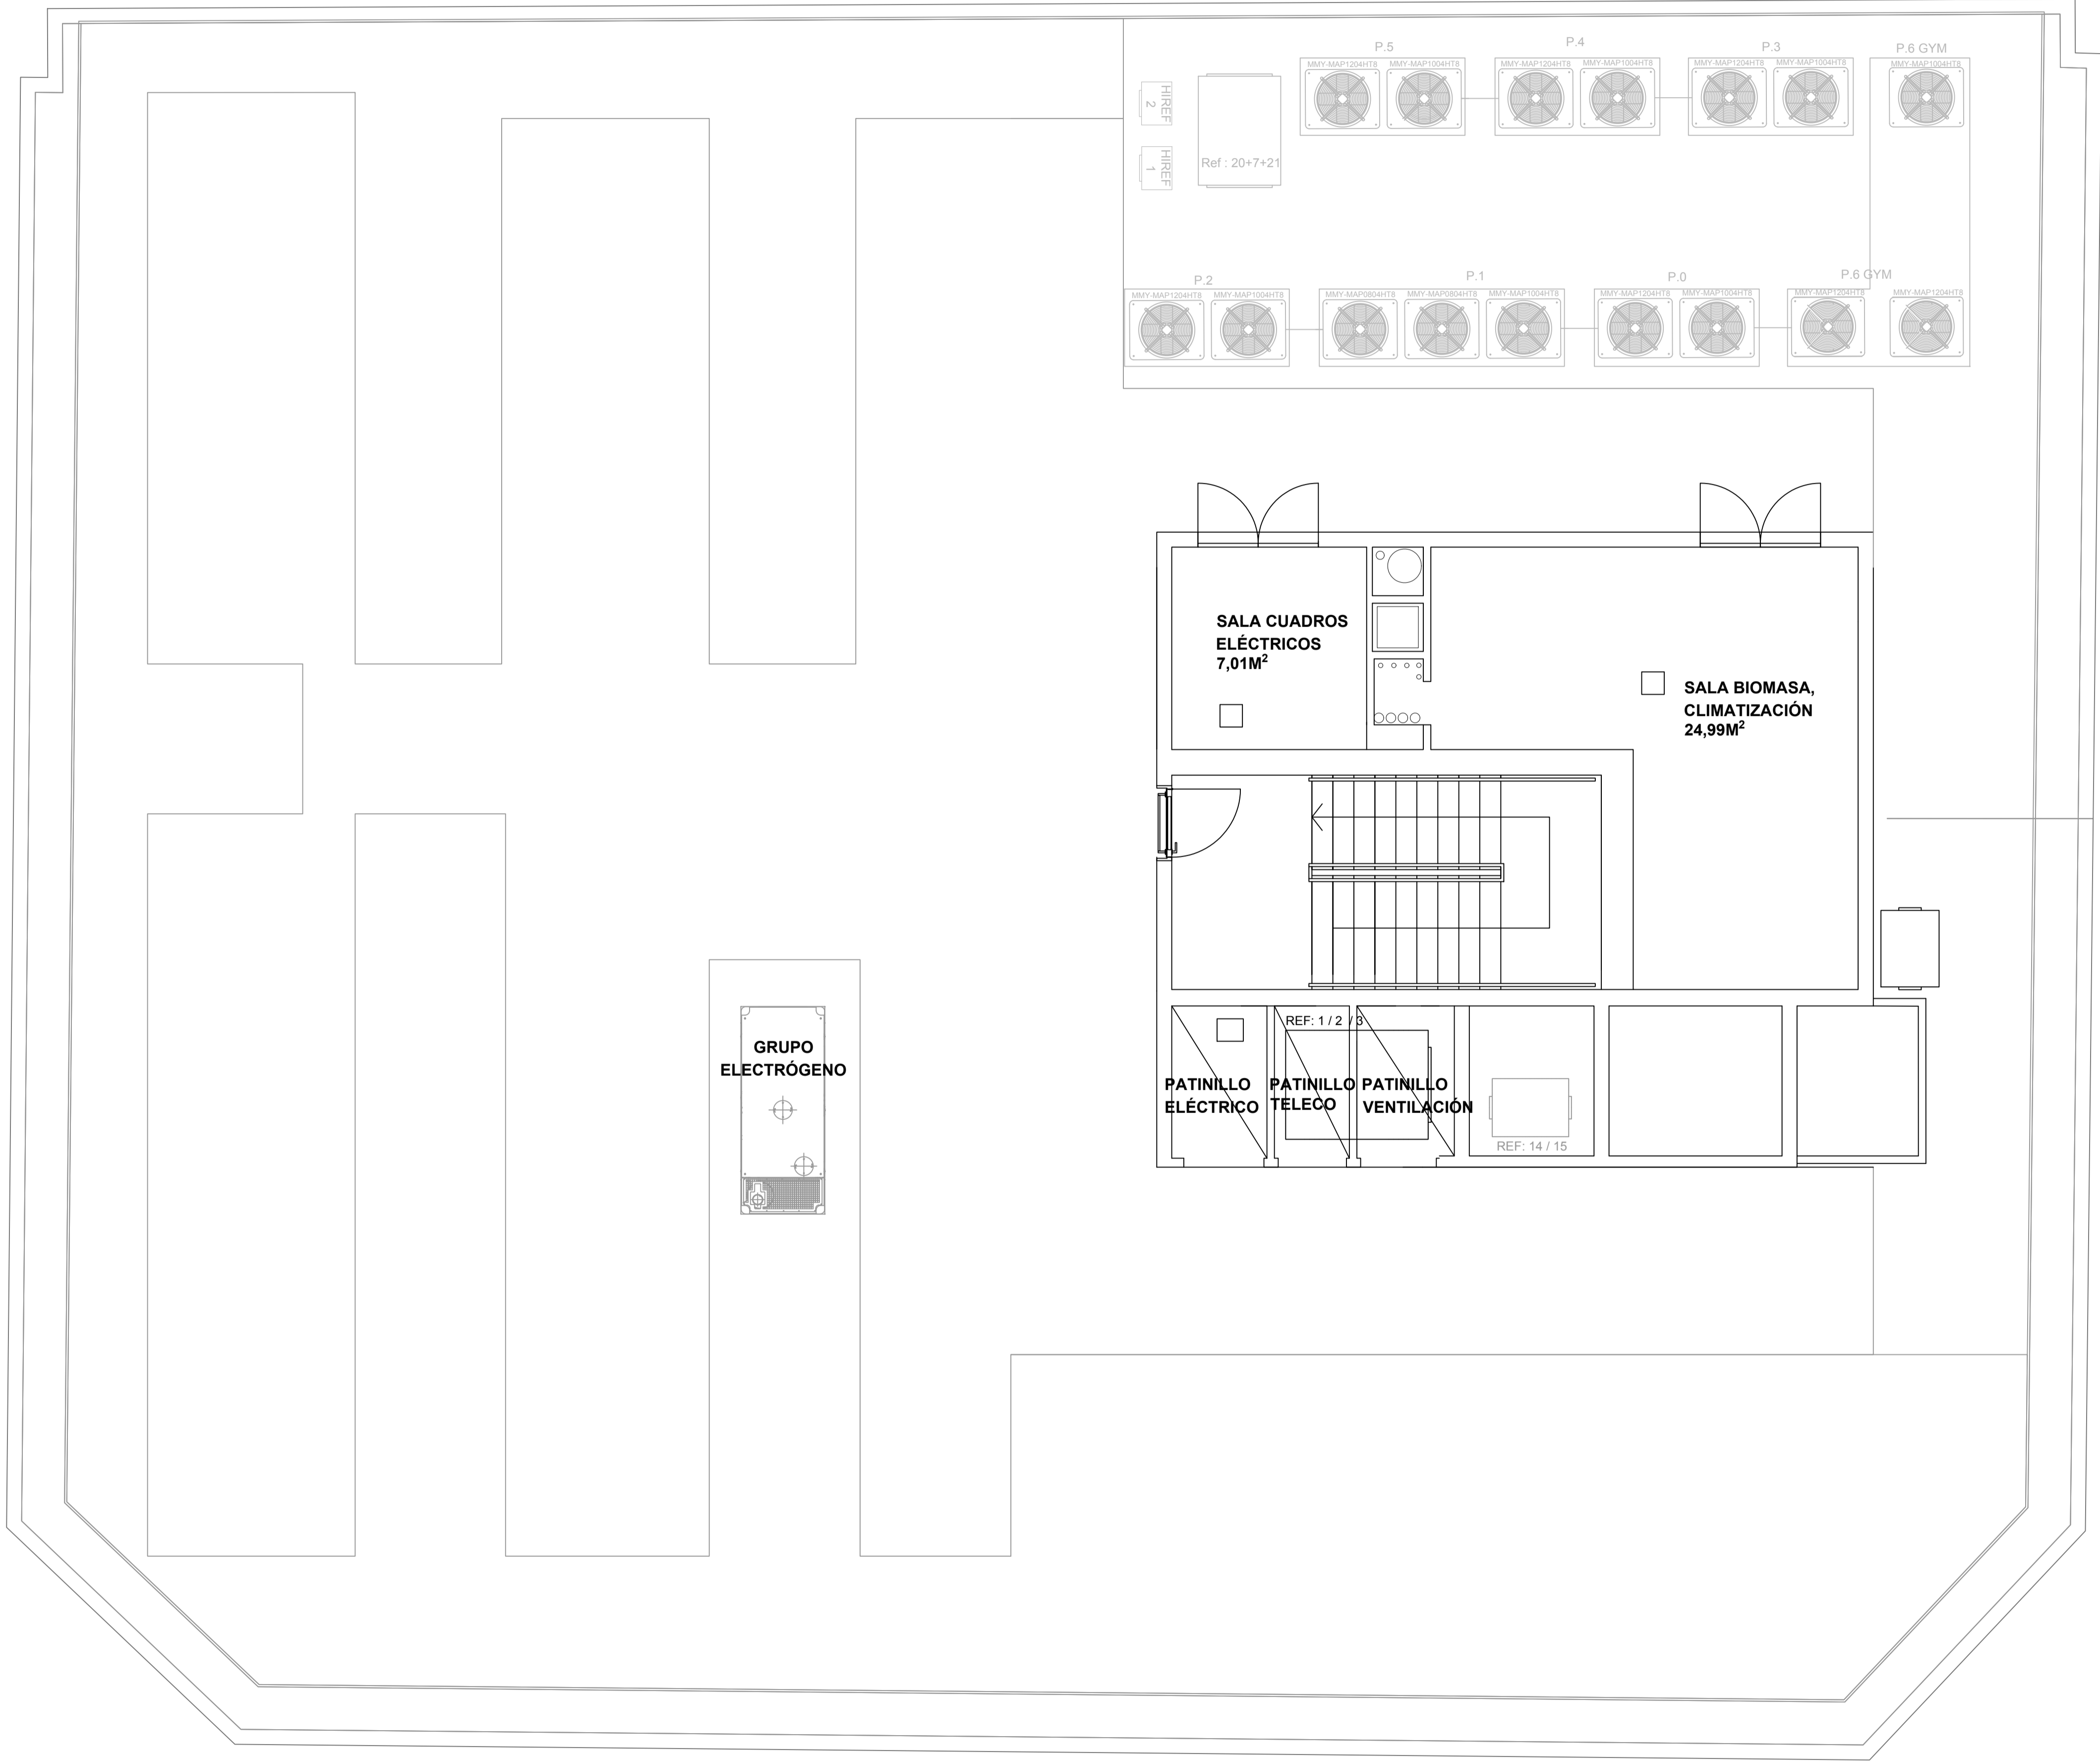 P.5
P.4
P.3
P.6 GYM
MMY-MAP1204HT8
MMY-MAP1004HT8
MMY-MAP1204HT8
MMY-MAP1004HT8
MMY-MAP1204HT8
MMY-MAP1004HT8
MMY-MAP1004HT8
HIREF
2
HIREF
1
Ref : 20+7+21
P.2
P.1
P.0
P.6 GYM
MMY-MAP1204HT8
MMY-MAP1004HT8
MMY-MAP0804HT8
MMY-MAP0804HT8
MMY-MAP1004HT8
MMY-MAP1204HT8
MMY-MAP1004HT8
MMY-MAP1204HT8
MMY-MAP1204HT8
SALA CUADROS
ELÉCTRICOS
7,01M²
SALA BIOMASA,
CLIMATIZACIÓN
24,99M²
GRUPO
ELECTRÓGENO
REF: 1 / 2 / 3
PATINILLO
ELÉCTRICO
PATINILLO
TELECO
PATINILLO
VENTILACIÓN
REF: 14 / 15